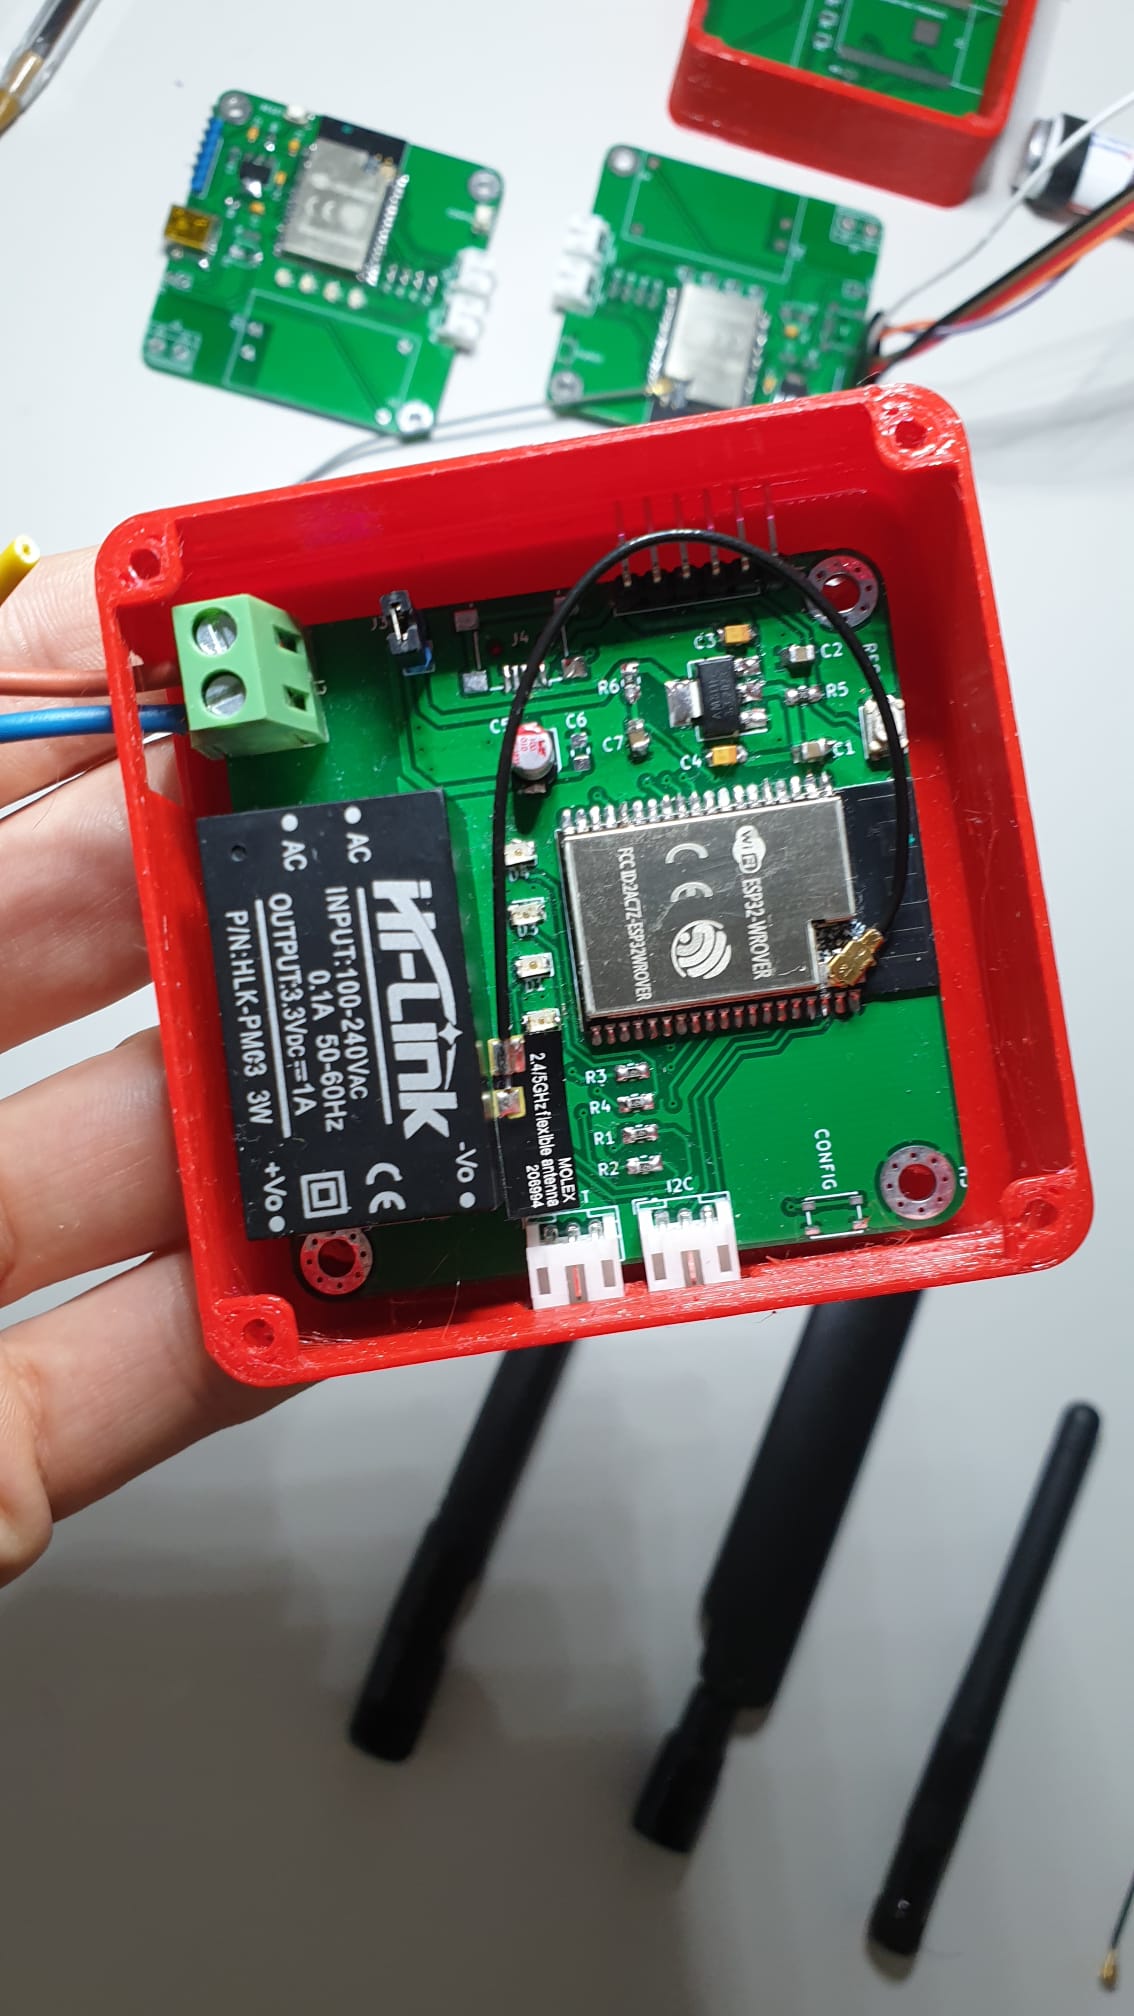 J3
J4
C3
C2
R6
R5
C5
C6
C7
C4
C1
AC
AC
Hi-Link
INPUT:100-240VAC
0.1A 50-60Hz
OUTPUT:3.3VDC⎓1A
P/N:HLK-PM03 3W
-Vo
+Vo
CE
WiFi ESP32-WROVER
CE
FCC ID2AC7Z-ESP32WROVER
MOLEX
2.4/5GHz flexible antenna
206994
R3
R4
R1
R2
I2C
CONFIG